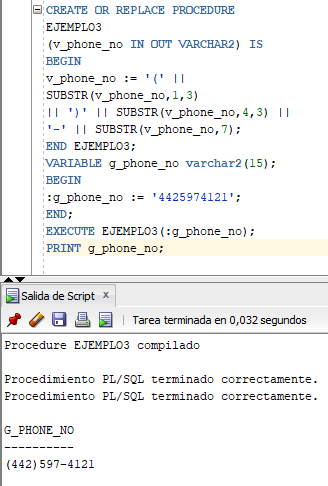 CREATE OR REPLACE PROCEDURE
EJEMPLO3
(v_phone_no IN OUT VARCHAR2) IS
BEGIN
v_phone_no := '(' ||
SUBSTR(v_phone_no,1,3)
|| ')' || SUBSTR(v_phone_no,4,3) ||
'-' || SUBSTR(v_phone_no,7);
END EJEMPLO3;
VARIABLE g_phone_no varchar2(15);
BEGIN
:g_phone_no := '4425974121';
END;
EXECUTE EJEMPLO3(:g_phone_no);
PRINT g_phone_no;
Salida de Script x
Tarea terminada en 0,032 segundos
Procedure EJEMPLO3 compilado
Procedimiento PL/SQL terminado correctamente.
Procedimiento PL/SQL terminado correctamente.
G_PHONE_NO
----------
(442)597-4121